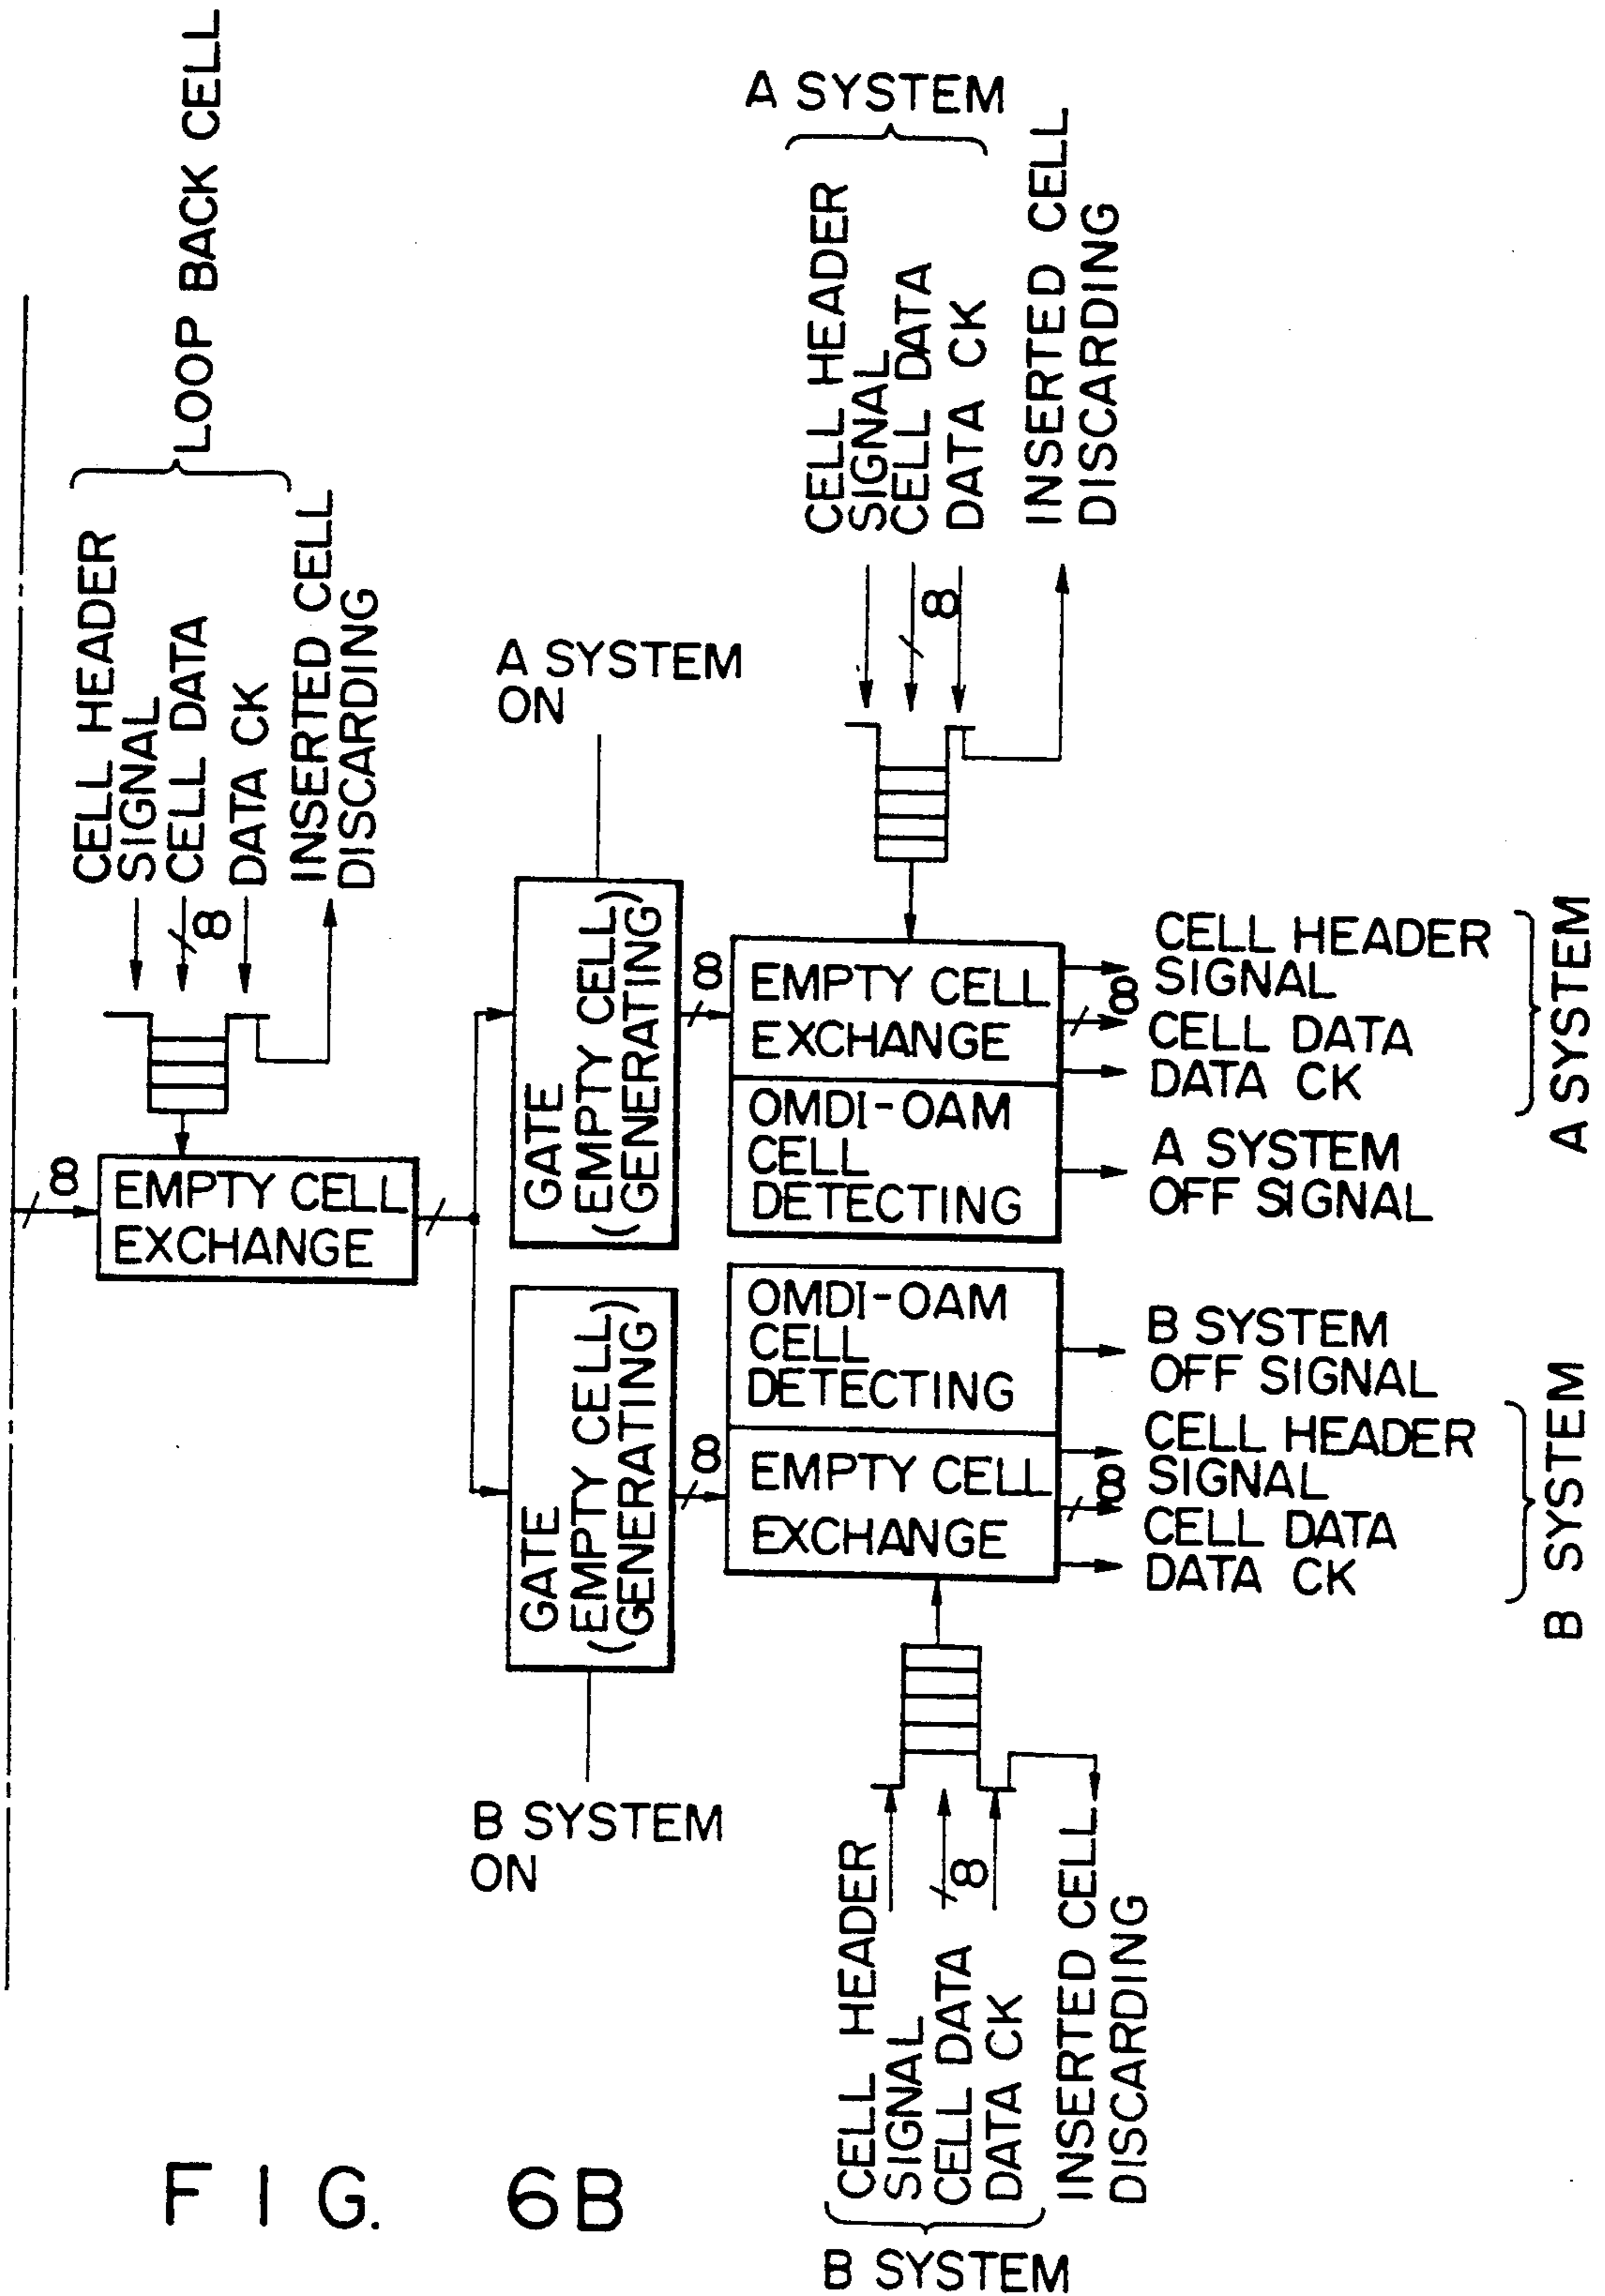 LOOP BACK CELL
CELL HEADER
SIGNAL
CELL DATA
DATA CK
INSERTED CELL
DISCARDING
8
8
EMPTY CELL
EXCHANGE
A SYSTEM
ON
A SYSTEM
CELL HEADER
SIGNAL
CELL DATA
DATA CK
INSERTED CELL
DISCARDING
8
GATE
(EMPTY CELL)
(GENERATING)
8
EMPTY CELL
EXCHANGE
OMDI-OAM
CELL
DETECTING
CELL HEADER
SIGNAL
8
CELL DATA
DATA CK
A SYSTEM
OFF SIGNAL
A SYSTEM
GATE
(EMPTY CELL)
(GENERATING)
8
OMDI-OAM
CELL
DETECTING
EMPTY CELL
EXCHANGE
B SYSTEM
OFF SIGNAL
CELL HEADER
SIGNAL
8
CELL DATA
DATA CK
B SYSTEM
B SYSTEM
ON
8
CELL HEADER
SIGNAL
CELL DATA
DATA CK
INSERTED CELL
DISCARDING
B SYSTEM
FIG. 6B